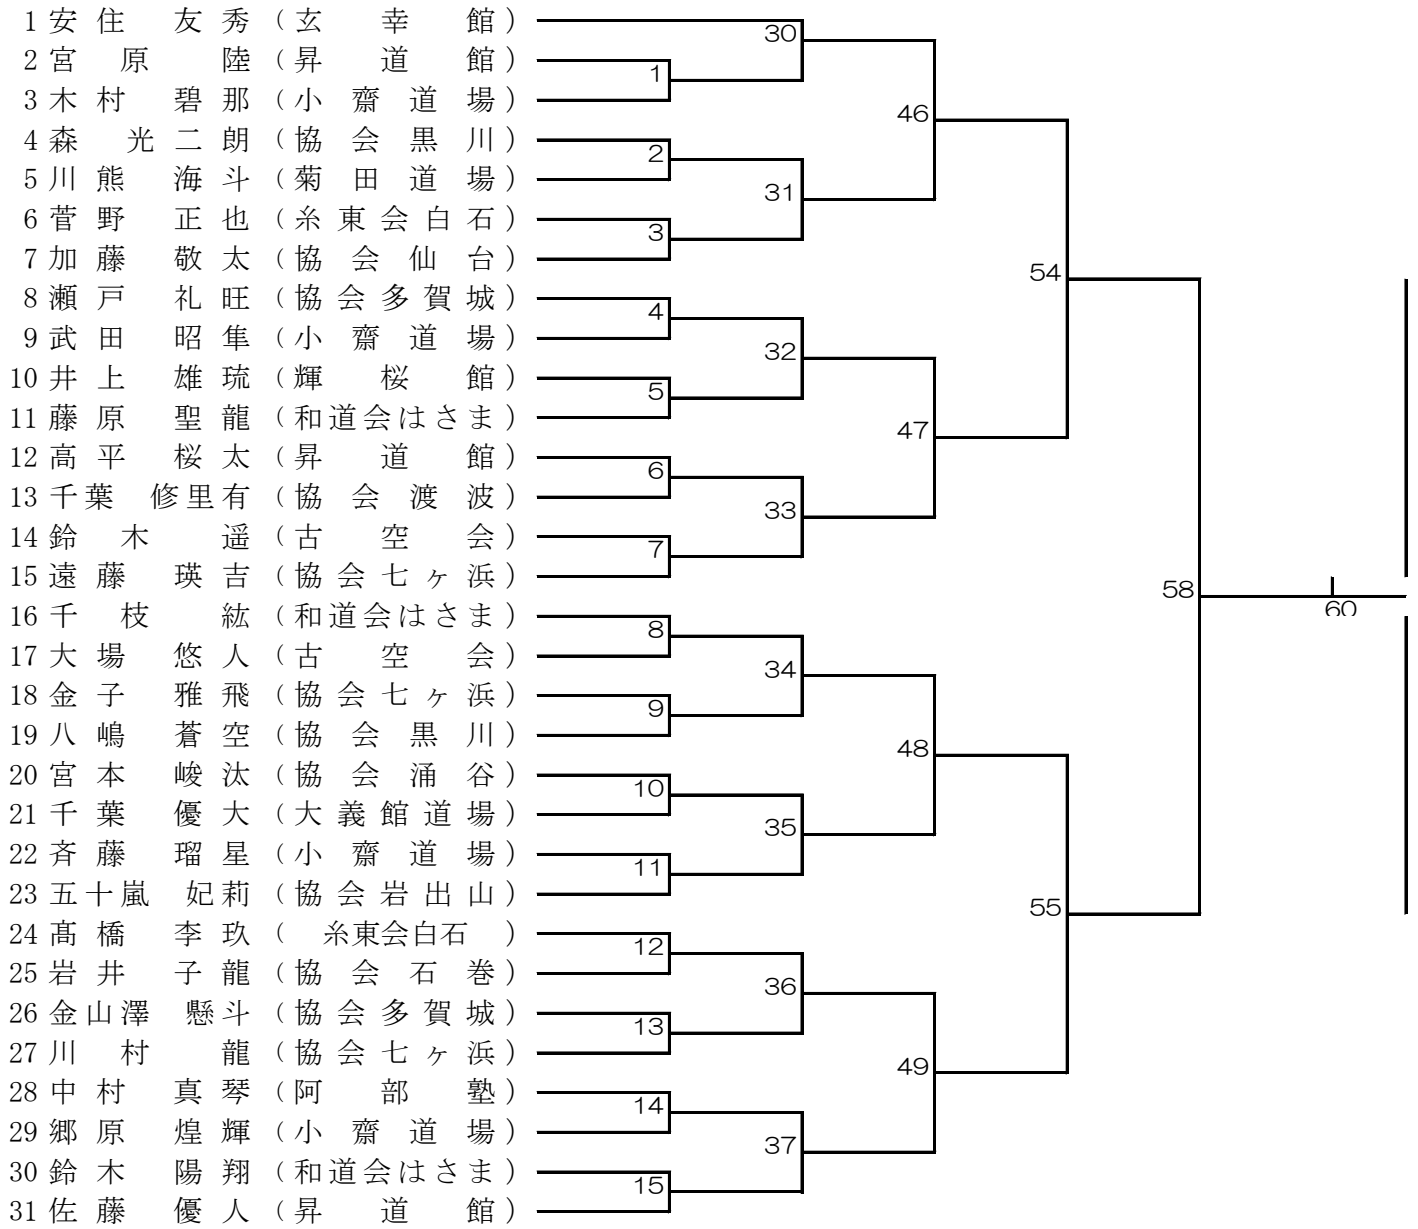 1 安住 友秀 (玄幸館)
30
2 宮原 陸 (昇道館)
1
3 木村 碧那 (小齋道場)
46
4 森 光二朗 (協会黒川)
2
5 川熊 海斗 (菊田道場)
31
6 菅野 正也 (糸東会白石)
3
7 加藤 敬太 (協会仙台)
54
8 瀬戸 礼旺 (協会多賀城)
4
9 武田 昭隼 (小齋道場)
32
10 井上 雄琉 (輝桜館)
5
11 藤原 聖龍 (和道会はさま)
47
12 高平 桜太 (昇道館)
6
13 千葉 修里有 (協会渡波)
33
14 鈴木 遥 (古空会)
7
15 遠藤 瑛吉 (協会七ヶ浜)
58
60
16 千枝 紘 (和道会はさま)
8
17 大場 悠人 (古空会)
34
18 金子 雅飛 (協会七ヶ浜)
9
19 八嶋 蒼空 (協会黒川)
48
20 宮本 峻汰 (協会涌谷)
10
21 千葉 優大 (大義館道場)
35
22 斉藤 瑠星 (小齋道場)
11
23 五十嵐 妃莉 (協会岩出山)
55
24 髙橋 李玖 (糸東会白石)
12
25 岩井 子龍 (協会石巻)
36
26 金山澤 懸斗 (協会多賀城)
13
27 川村 龍 (協会七ヶ浜)
49
28 中村 真琴 (阿部塾)
14
29 郷原 煌輝 (小齋道場)
37
30 鈴木 陽翔 (和道会はさま)
15
31 佐藤 優人 (昇道館)